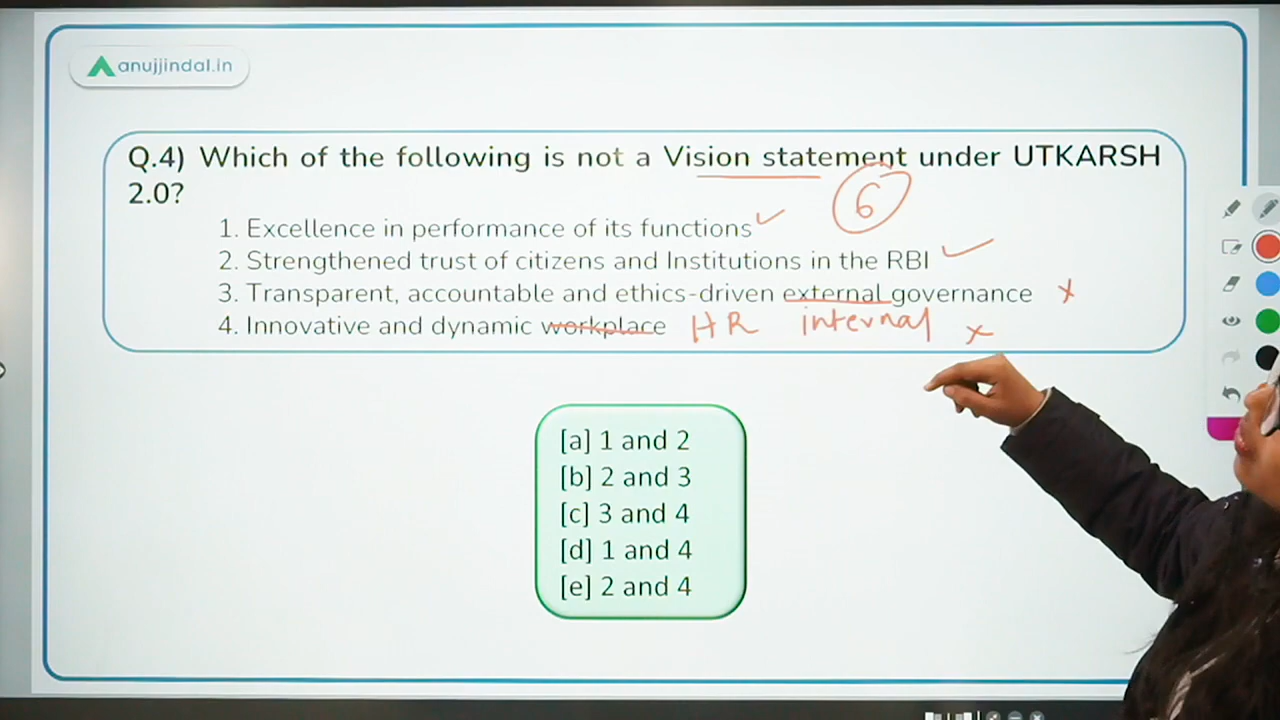 anujjindal.in
Q.4) Which of the following is not a Vision statement under UTKARSH
2.0?
6
1. Excellence in performance of its functions
2. Strengthened trust of citizens and Institutions in the RBI
3. Transparent, accountable and ethics-driven external governance
4. Innovative and dynamic workplace HR internal
[a] 1 and 2
[b] 2 and 3
[c] 3 and 4
[d] 1 and 4
[e] 2 and 4